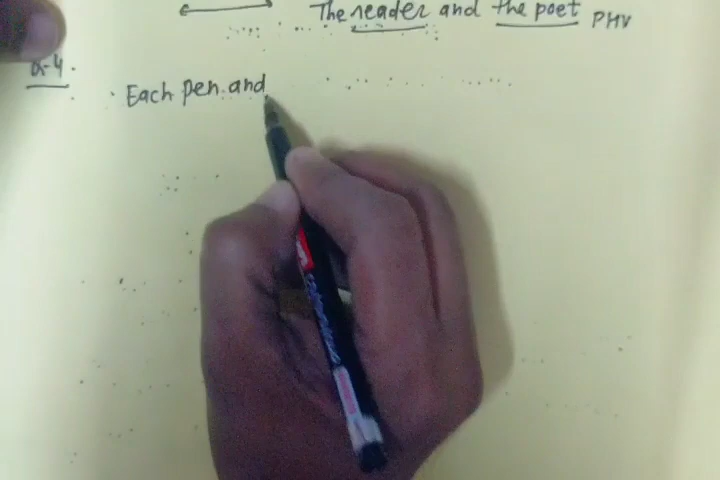 The reader and the poet PHV
Q-4.
Each pen and